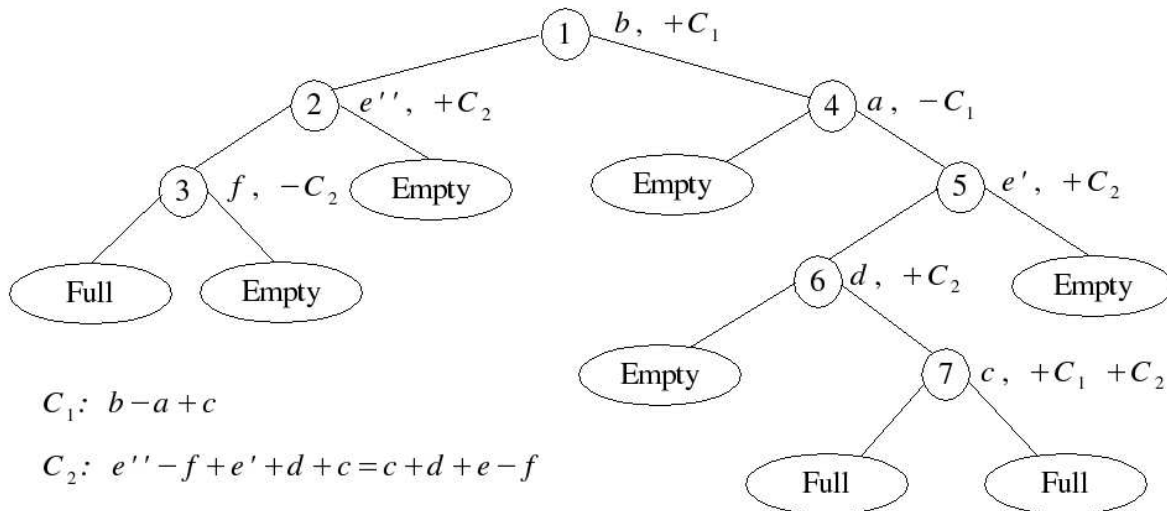 1 b, +C₁
2 e'', +C₂ 4 a, −C₁
3 f, −C₂ Empty Empty 5 e', +C₂
Full Empty 6 d, +C₂ Empty
Empty 7 c, +C₁ +C₂
C₁: b−a+c
C₂: e''−f+e'+d+c=c+d+e−f
Full Full